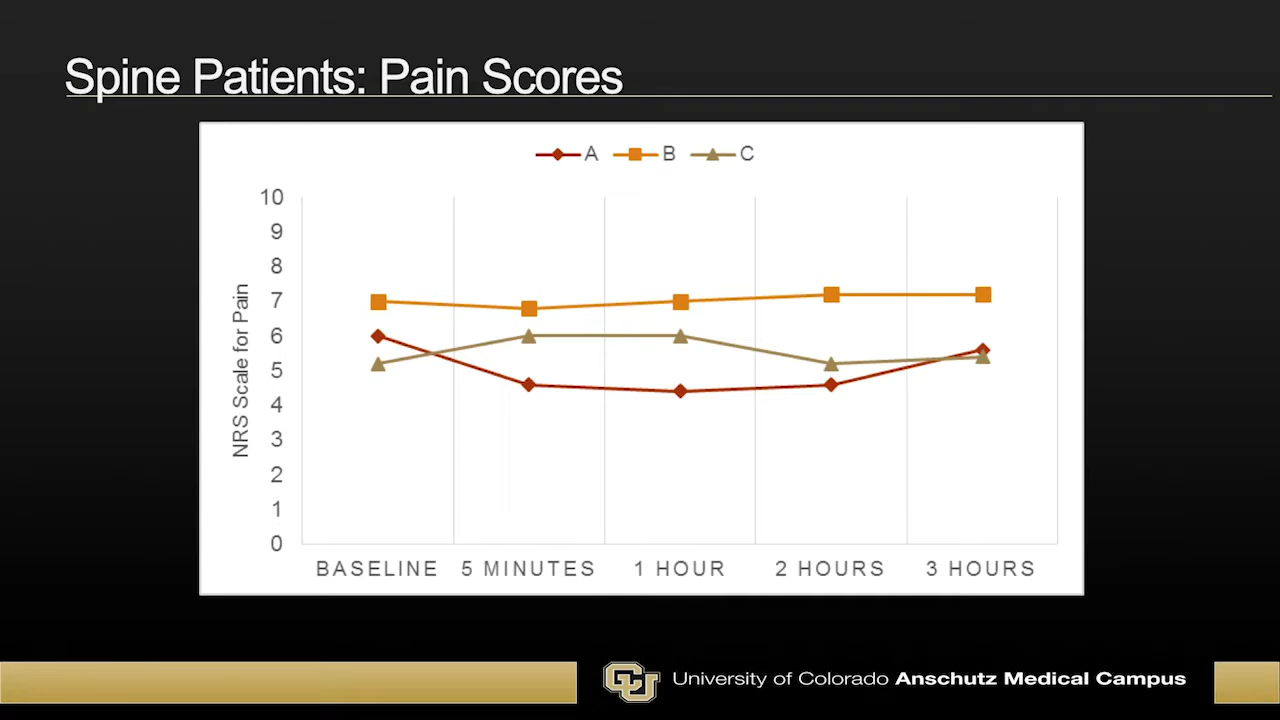 Spine Patients: Pain Scores
A B C
10
9
8
7
6
5
4
3
2
1
0
NRS Scale for Pain
BASELINE 5 MINUTES 1 HOUR 2 HOURS 3 HOURS
CU University of Colorado Anschutz Medical Campus